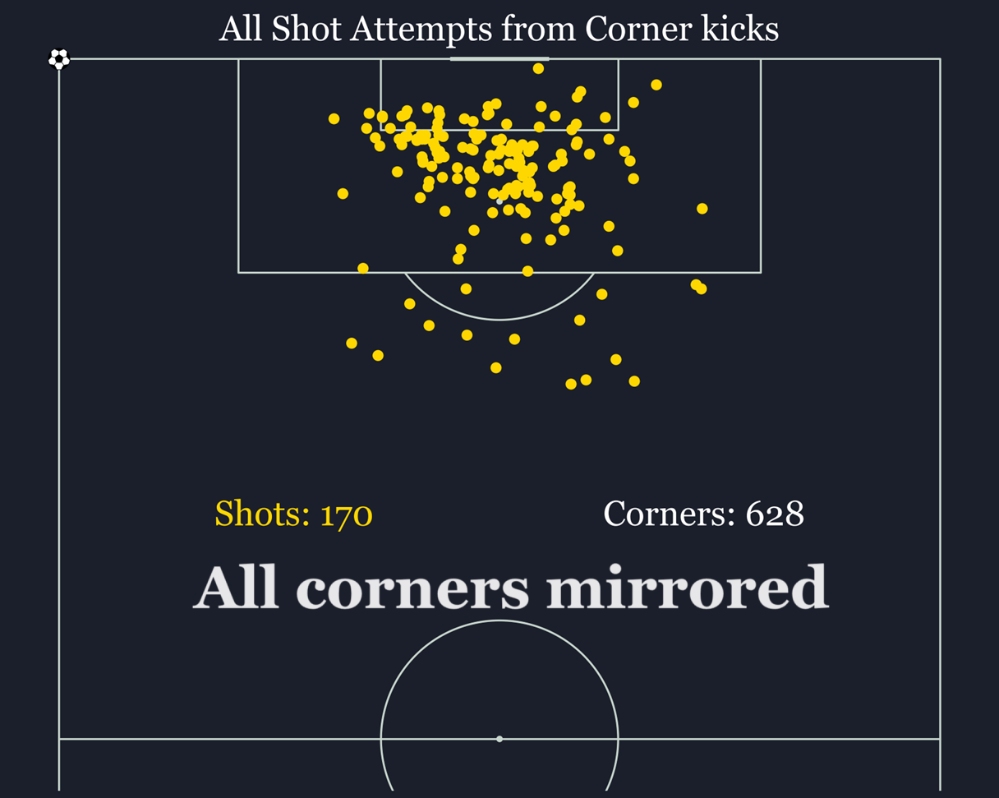 All Shot Attempts from Corner kicks
Shots: 170
Corners: 628
All corners mirrored